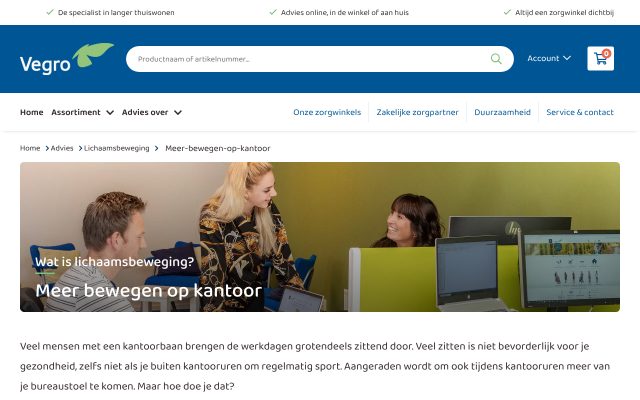 De specialist in langer thuiswonen
Advies online, in de winkel of aan huis
Altijd een zorgwinkel dichtbij
Vegro
Productnaam of artikelnummer...
Account
0
Home Assortiment Advies over
Onze zorgwinkels Zakelijke zorgpartner Duurzaamheid Service & contact
Home Advies Lichaamsbeweging Meer-bewegen-op-kantoor
hp
Wat is lichaamsbeweging?
Meer bewegen op kantoor
Veel mensen met een kantoorbaan brengen de werkdagen grotendeels zittend door. Veel zitten is niet bevorderlijk voor je
gezondheid, zelfs niet als je buiten kantooruren om regelmatig sport. Aangeraden wordt om ook tijdens kantooruren meer van
je bureaustoel te komen. Maar hoe doe je dat?